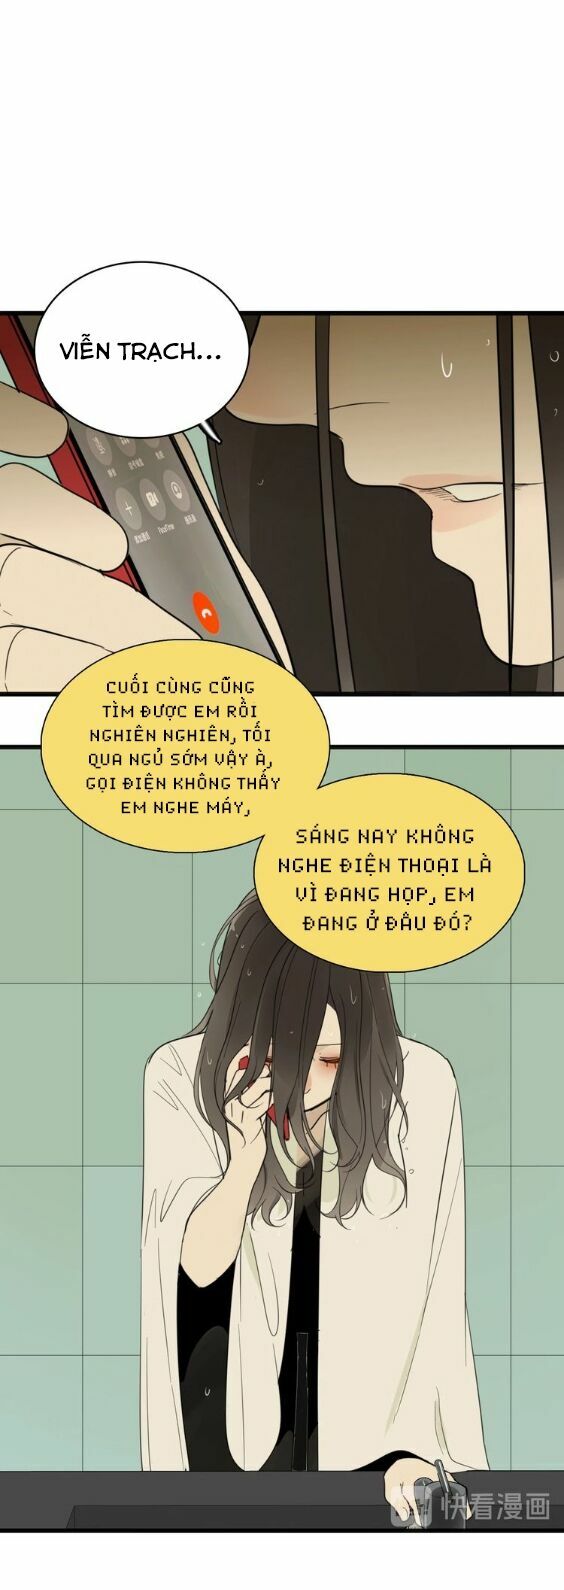 VIỄN TRẠCH...
CUỐI CÙNG CŨNG
TÌM ĐƯỢC EM RỒI
NGHIÊN NGHIÊN, TỐI
QUA NGỦ SỚM VẬY À,
GỌI ĐIỆN KHÔNG THẤY
EM NGHE MÁY,
SÁNG NAY KHÔNG
NGHE ĐIỆN THOẠI LÀ
VÌ ĐANG HỌP, EM
ĐANG Ở ĐÂU ĐÓ?
快看漫画